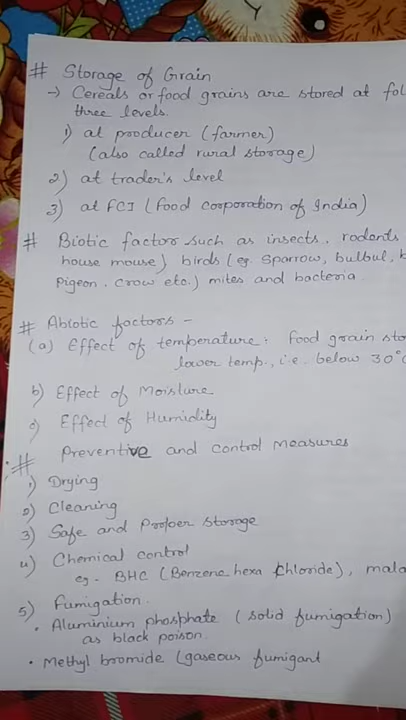 # Storage of Grain
→ Cereals or food grains are stored at
three levels.
1) at producer (farmer)
(also called rural storage)
2) at trader's level
3) at FCI (Food corporation of India)
# Biotic factors such as insects, rodents
house mouse) birds (eg. Sparrow, bulbul,
Pigeon, crow etc.) mites and bacteria.
# Abiotic factors -
(a) Effect of temperature: Food grain
lower temp., i.e. below 30°
b) Effect of Moisture
c) Effect of Humidity
# Preventive and control Measures
1) Drying
2) Cleaning
3) Safe and Proper Storage
4) Chemical control
eg. BHC (Benzene hexa chloride),
5) Fumigation.
• Aluminium phosphate (solid fumigation)
as black poison.
• Methyl bromide (gaseous fumigant